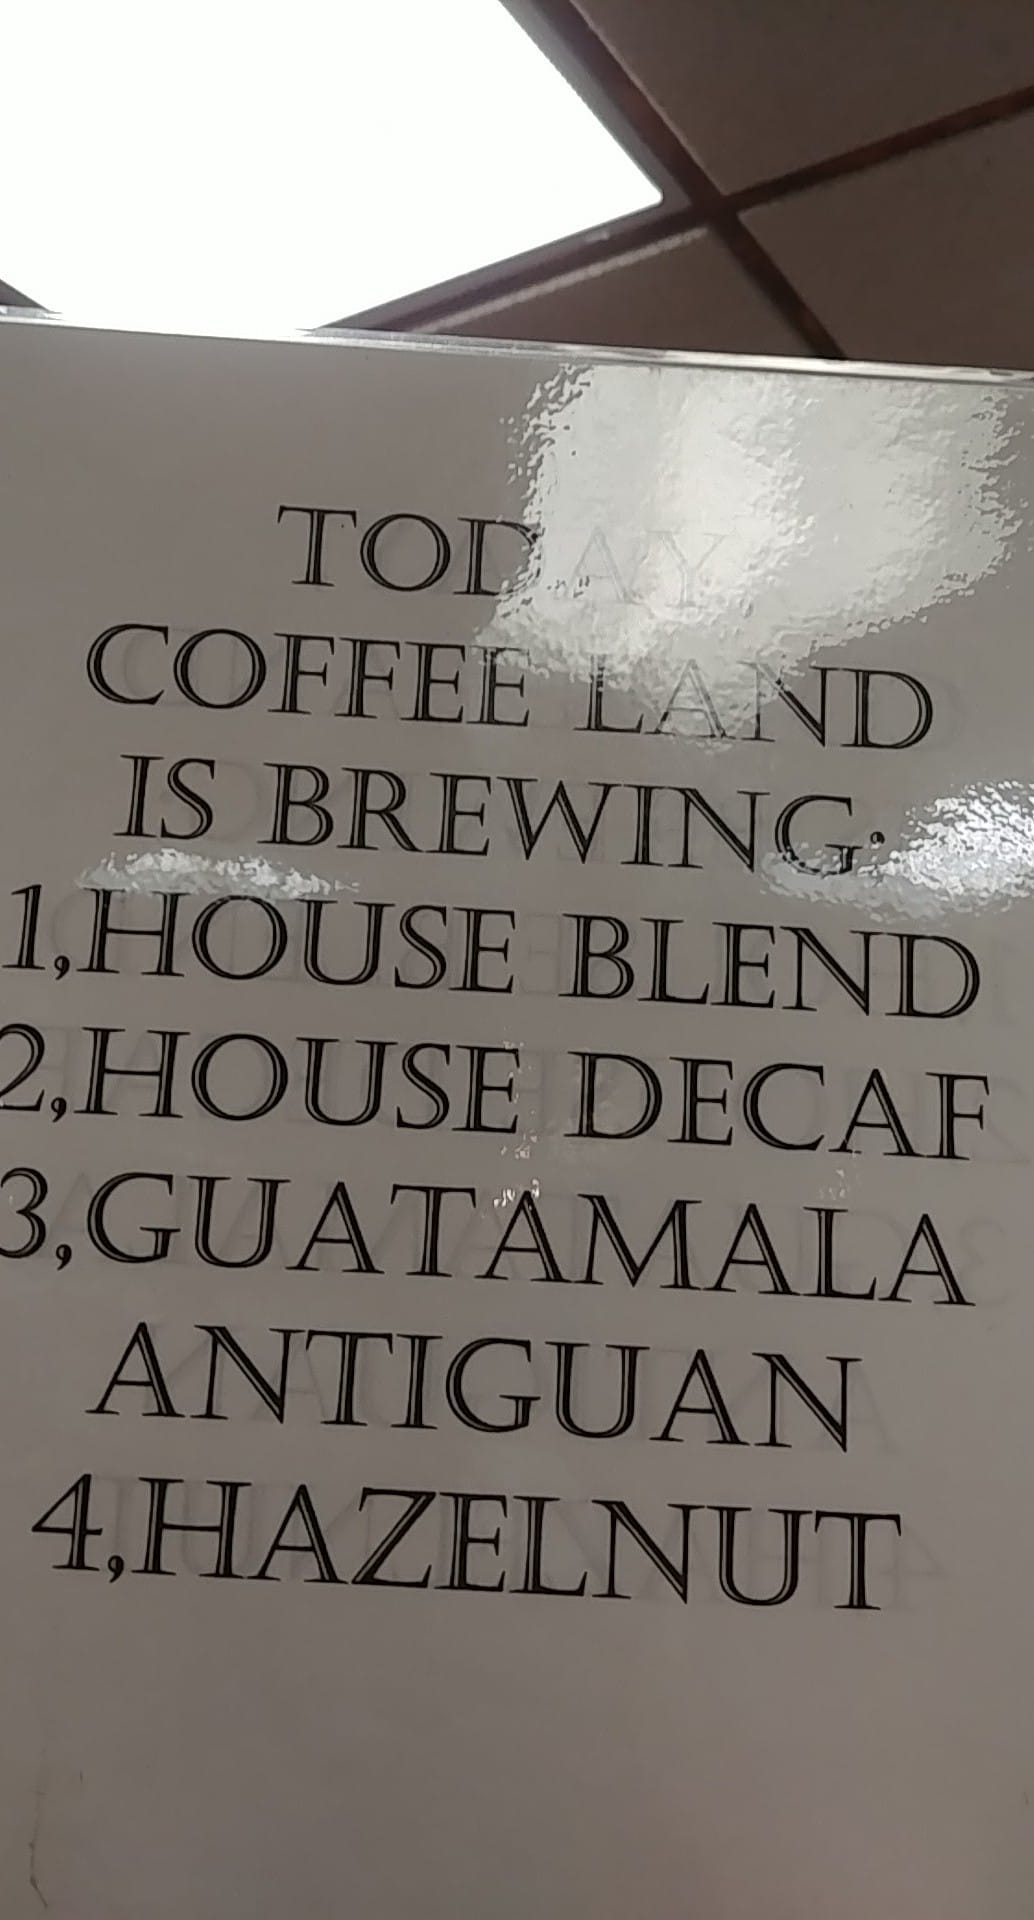 TODAY
COFFEE LAND
IS BREWING:
1,HOUSE BLEND
2,HOUSE DECAF
3,GUATAMALA
ANTIGUAN
4,HAZELNUT